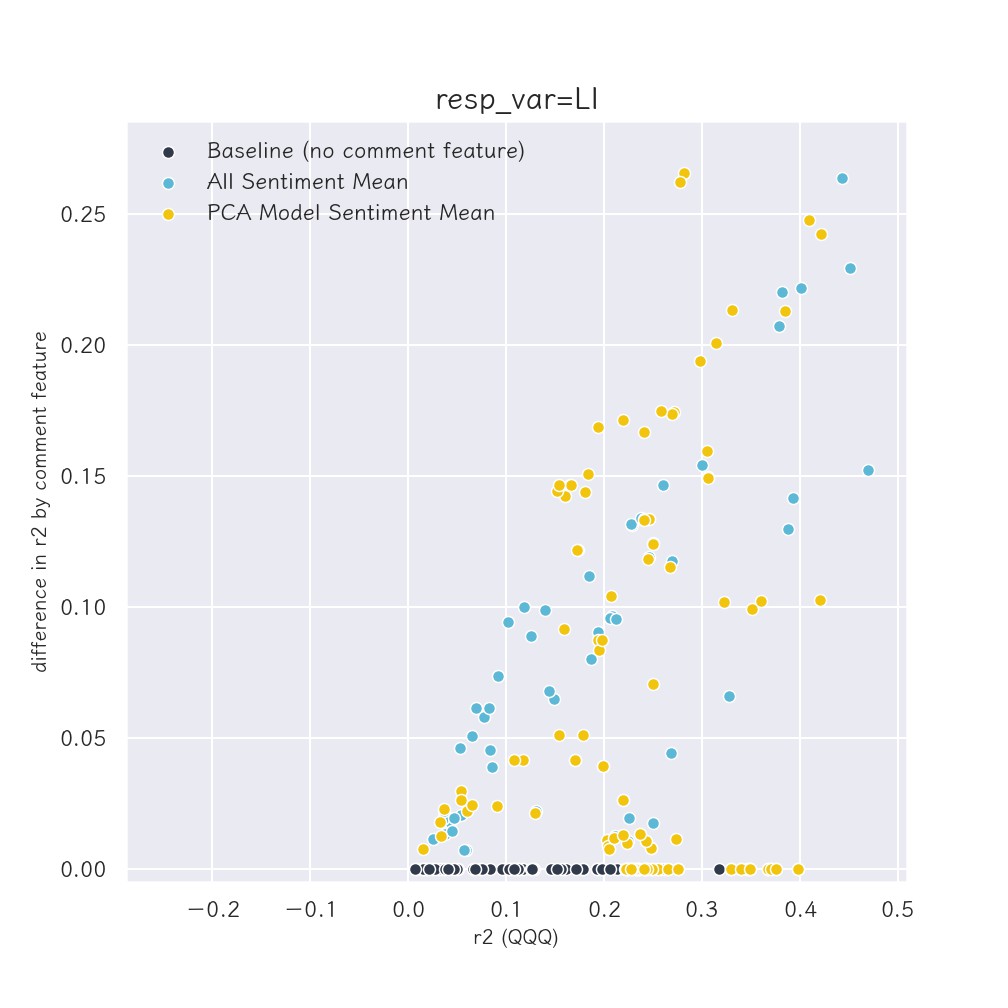 resp_var=LI
Baseline (no comment feature)
All Sentiment Mean
PCA Model Sentiment Mean
difference in r2 by comment feature
0.25
0.20
0.15
0.10
0.05
0.00
−0.2 −0.1 0.0 0.1 0.2 0.3 0.4 0.5
r2 (QQQ)